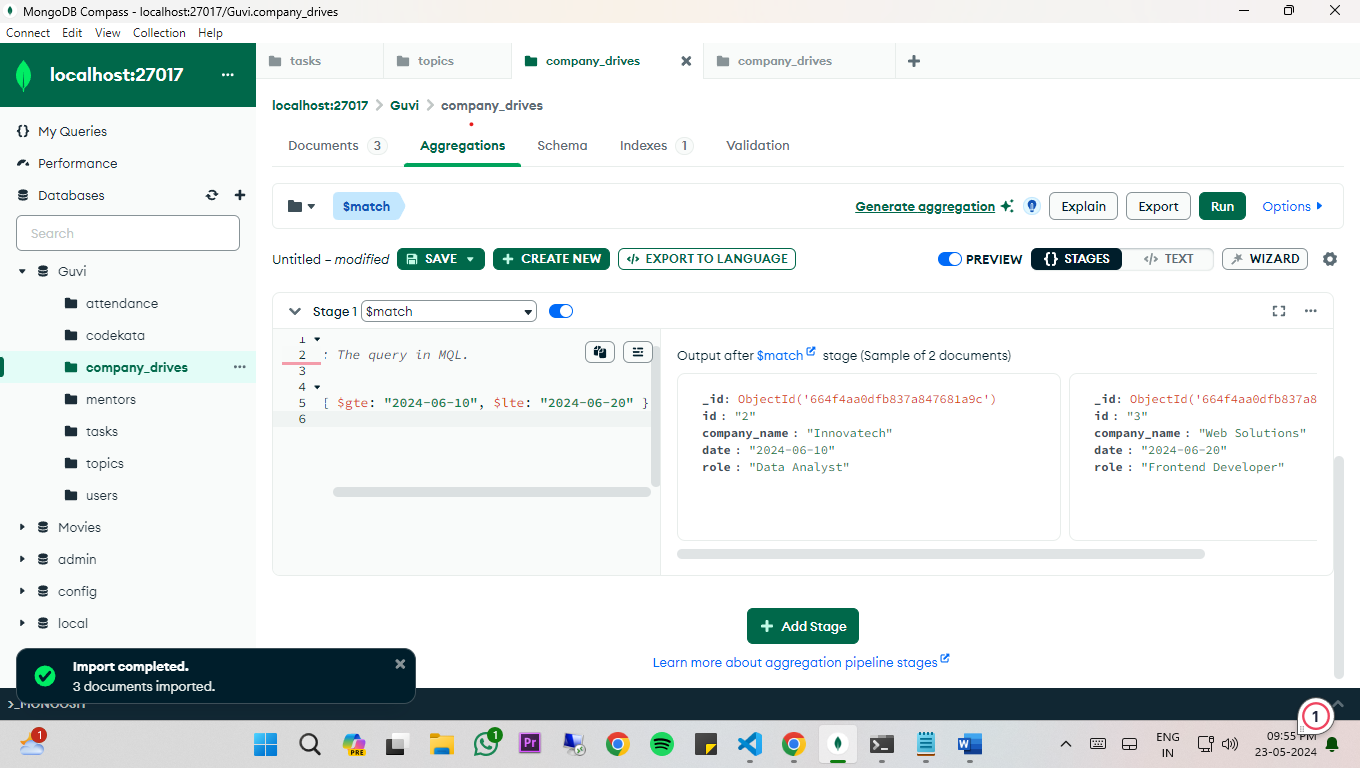 MongoDB Compass - localhost:27017/Guvi.company_drives
Connect Edit View Collection Help
localhost:27017
tasks topics company_drives company_drives
{} My Queries
Performance
Databases
Search
Guvi
attendance
codekata
company_drives
mentors
tasks
topics
users
Movies
admin
config
local
localhost:27017 > Guvi > company_drives
Documents 3 Aggregations Schema Indexes 1 Validation
$match Generate aggregation Explain Export Run Options
Untitled – modified SAVE + CREATE NEW </> EXPORT TO LANGUAGE PREVIEW {} STAGES </> TEXT WIZARD
Stage 1 $match
1
2 : The query in MQL.
3
4
5 [ $gte: "2024-06-10", $lte: "2024-06-20" }
6
Output after $match stage (Sample of 2 documents)
_id: ObjectId('664f4aa0dfb837a847681a9c')
id : "2"
company_name : "Innovatech"
date : "2024-06-10"
role : "Data Analyst"
_id: ObjectId('664f4aa0dfb837a8
id : "3"
company_name : "Web Solutions"
date : "2024-06-20"
role : "Frontend Developer"
+ Add Stage
Learn more about aggregation pipeline stages
Import completed.
3 documents imported.
>_MONGOSH
1
1
PRE
1
Pr
W
ENG
IN
09:55 PM
23-05-2024